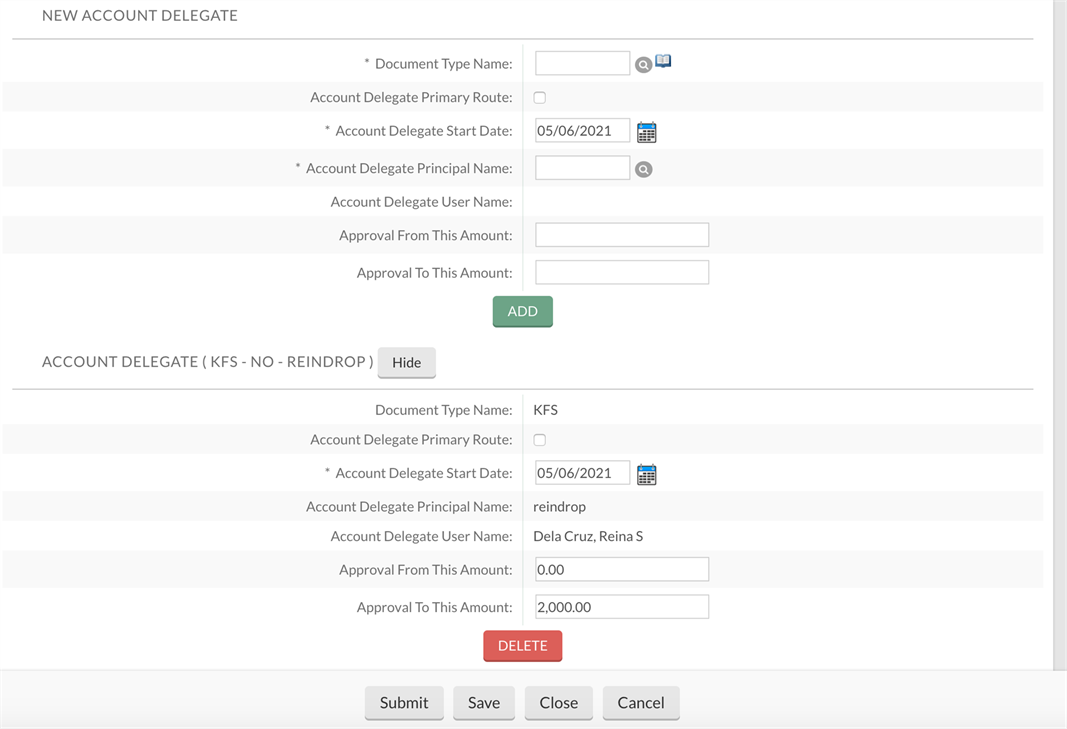 NEW ACCOUNT DELEGATE
* Document Type Name:
Account Delegate Primary Route:
* Account Delegate Start Date: 05/06/2021
* Account Delegate Principal Name:
Account Delegate User Name:
Approval From This Amount:
Approval To This Amount:
ADD
ACCOUNT DELEGATE ( KFS - NO - REINDROP ) Hide
Document Type Name: KFS
Account Delegate Primary Route:
* Account Delegate Start Date: 05/06/2021
Account Delegate Principal Name: reindrop
Account Delegate User Name: Dela Cruz, Reina S
Approval From This Amount: 0.00
Approval To This Amount: 2,000.00
DELETE
Submit Save Close Cancel